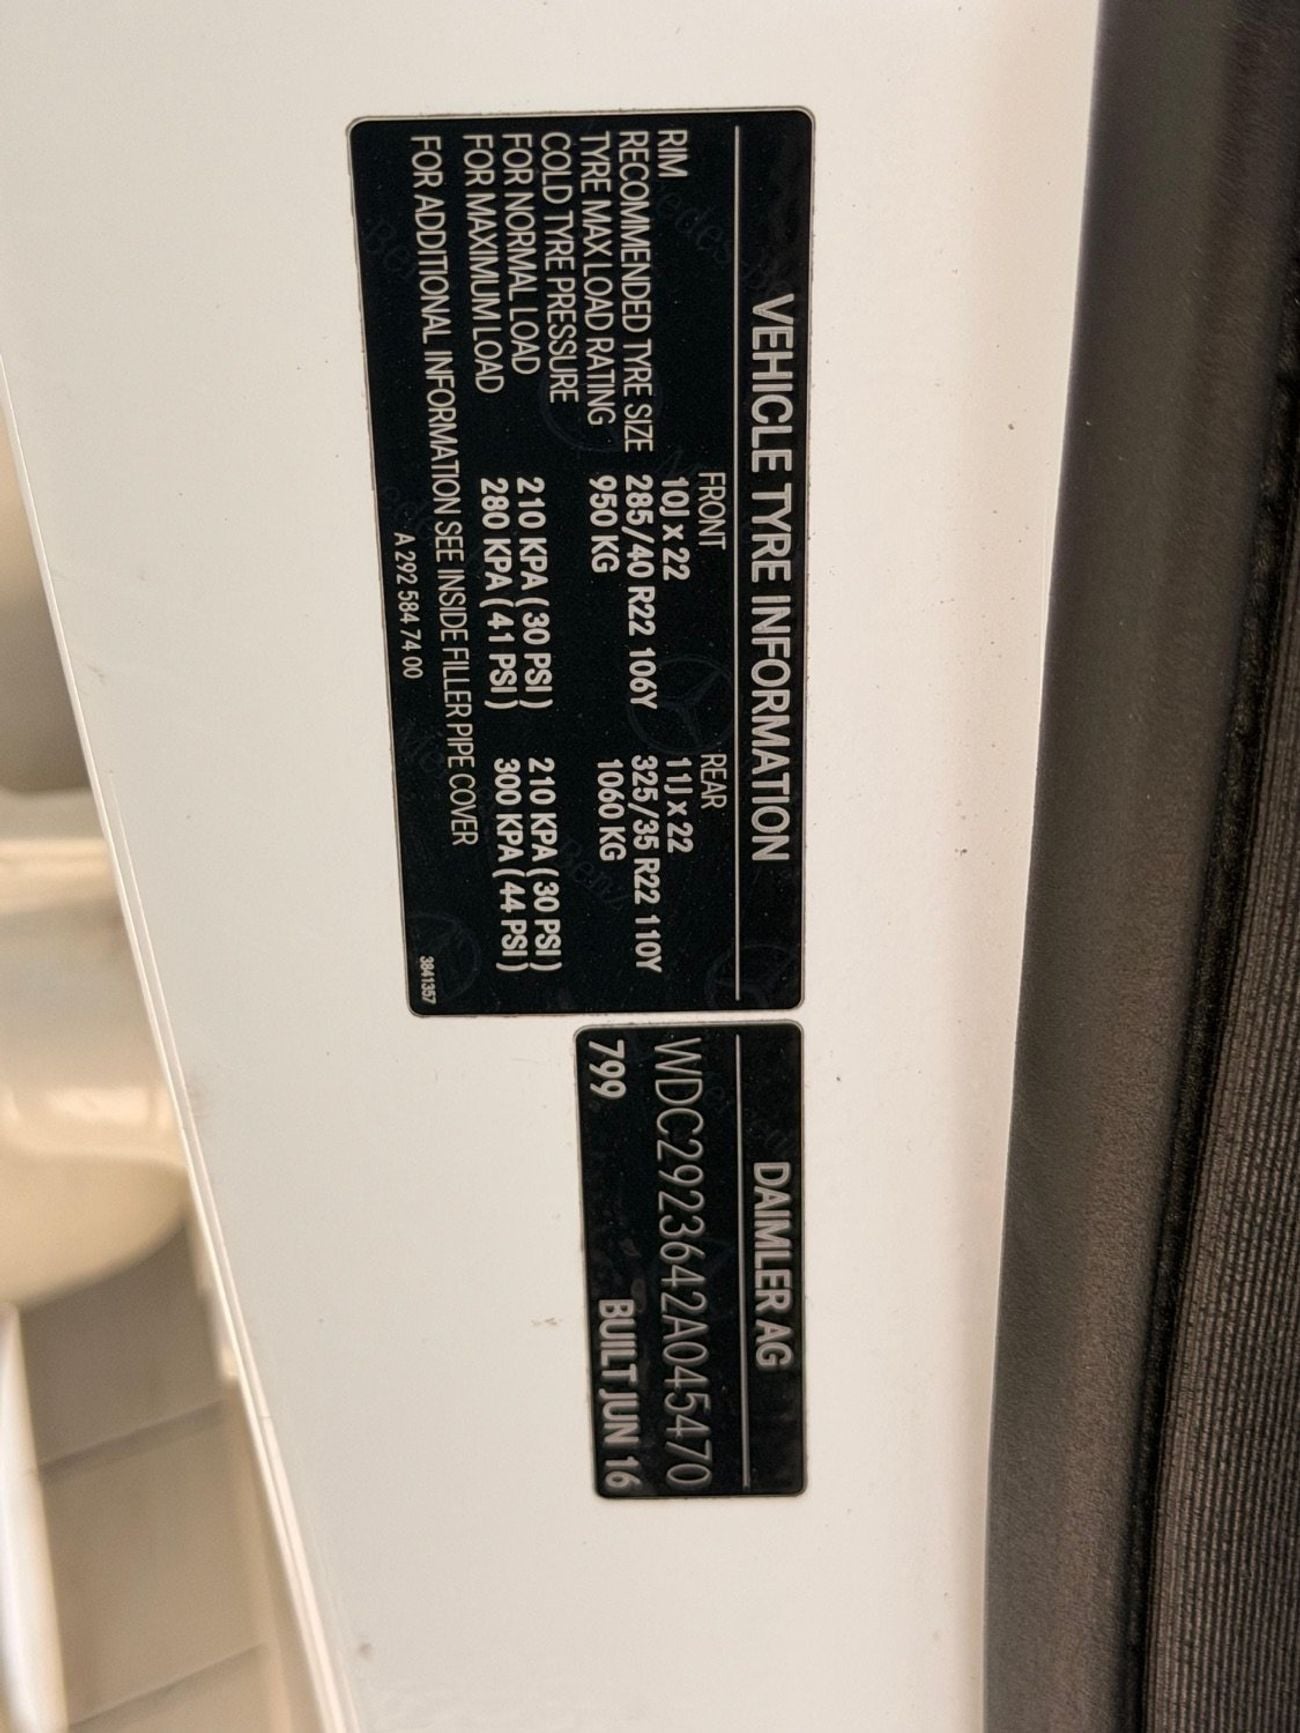 VEHICLE TYRE INFORMATION
FRONT REAR
RIM 10J x 22 11J x 22
RECOMMENDED TYRE SIZE 285/40 R22 106Y 325/35 R22 110Y
TYRE MAX LOAD RATING 950 KG 1060 KG
COLD TYRE PRESSURE
FOR NORMAL LOAD 210 KPA ( 30 PSI ) 210 KPA ( 30 PSI )
FOR MAXIMUM LOAD 280 KPA ( 41 PSI ) 300 KPA ( 44 PSI )
FOR ADDITIONAL INFORMATION SEE INSIDE FILLER PIPE COVER
A 292 584 74 00
3841357
DAIMLER AG
WDC2923642A045470
799 BUILT JUN 16